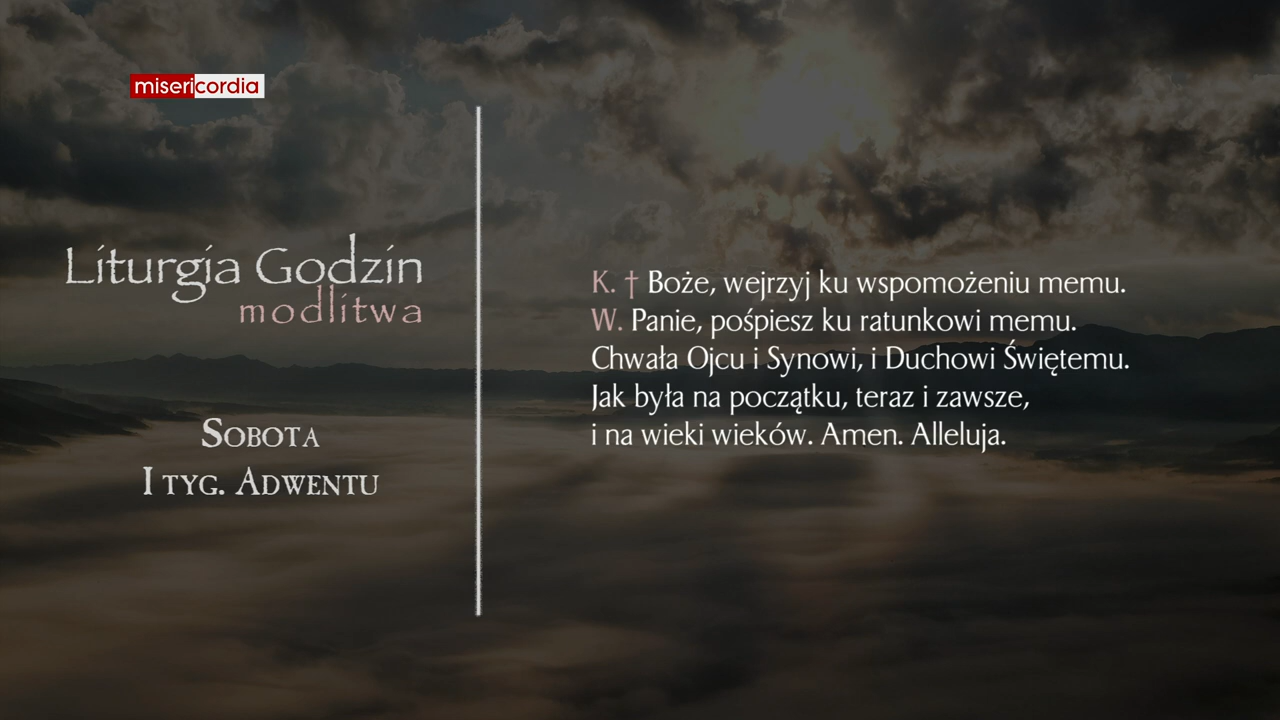 misericordia
Liturgia Godzin
modlitwa
Sobota
I tyg. Adwentu
K. † Boże, wejrzyj ku wspomożeniu memu.
W. Panie, pośpiesz ku ratunkowi memu.
Chwała Ojcu i Synowi, i Duchowi Świętemu.
Jak była na początku, teraz i zawsze,
i na wieki wieków. Amen. Alleluja.